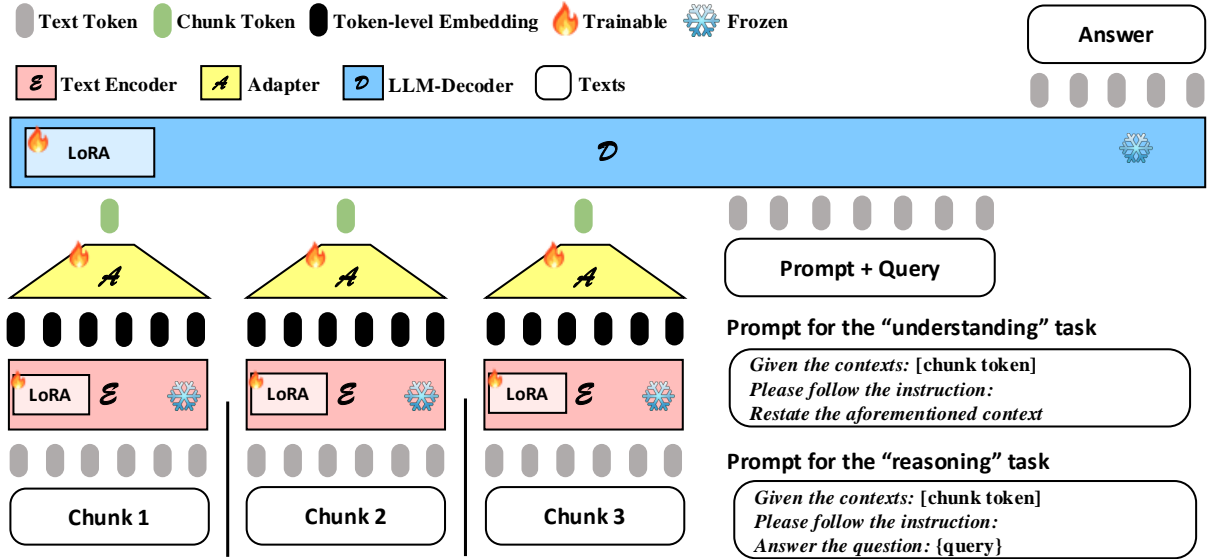 Text Token Chunk Token Token-level Embedding Trainable Frozen
Answer
ℰ Text Encoder 𝒜 Adapter 𝒟 LLM-Decoder Texts
LoRA 𝒟
𝒜 𝒜 𝒜
Prompt + Query
LoRA ℰ LoRA ℰ LoRA ℰ
Chunk 1 Chunk 2 Chunk 3
Prompt for the “understanding” task
Given the contexts: [chunk token]
Please follow the instruction:
Restate the aforementioned context
Prompt for the “reasoning” task
Given the contexts: [chunk token]
Please follow the instruction:
Answer the question: {query}